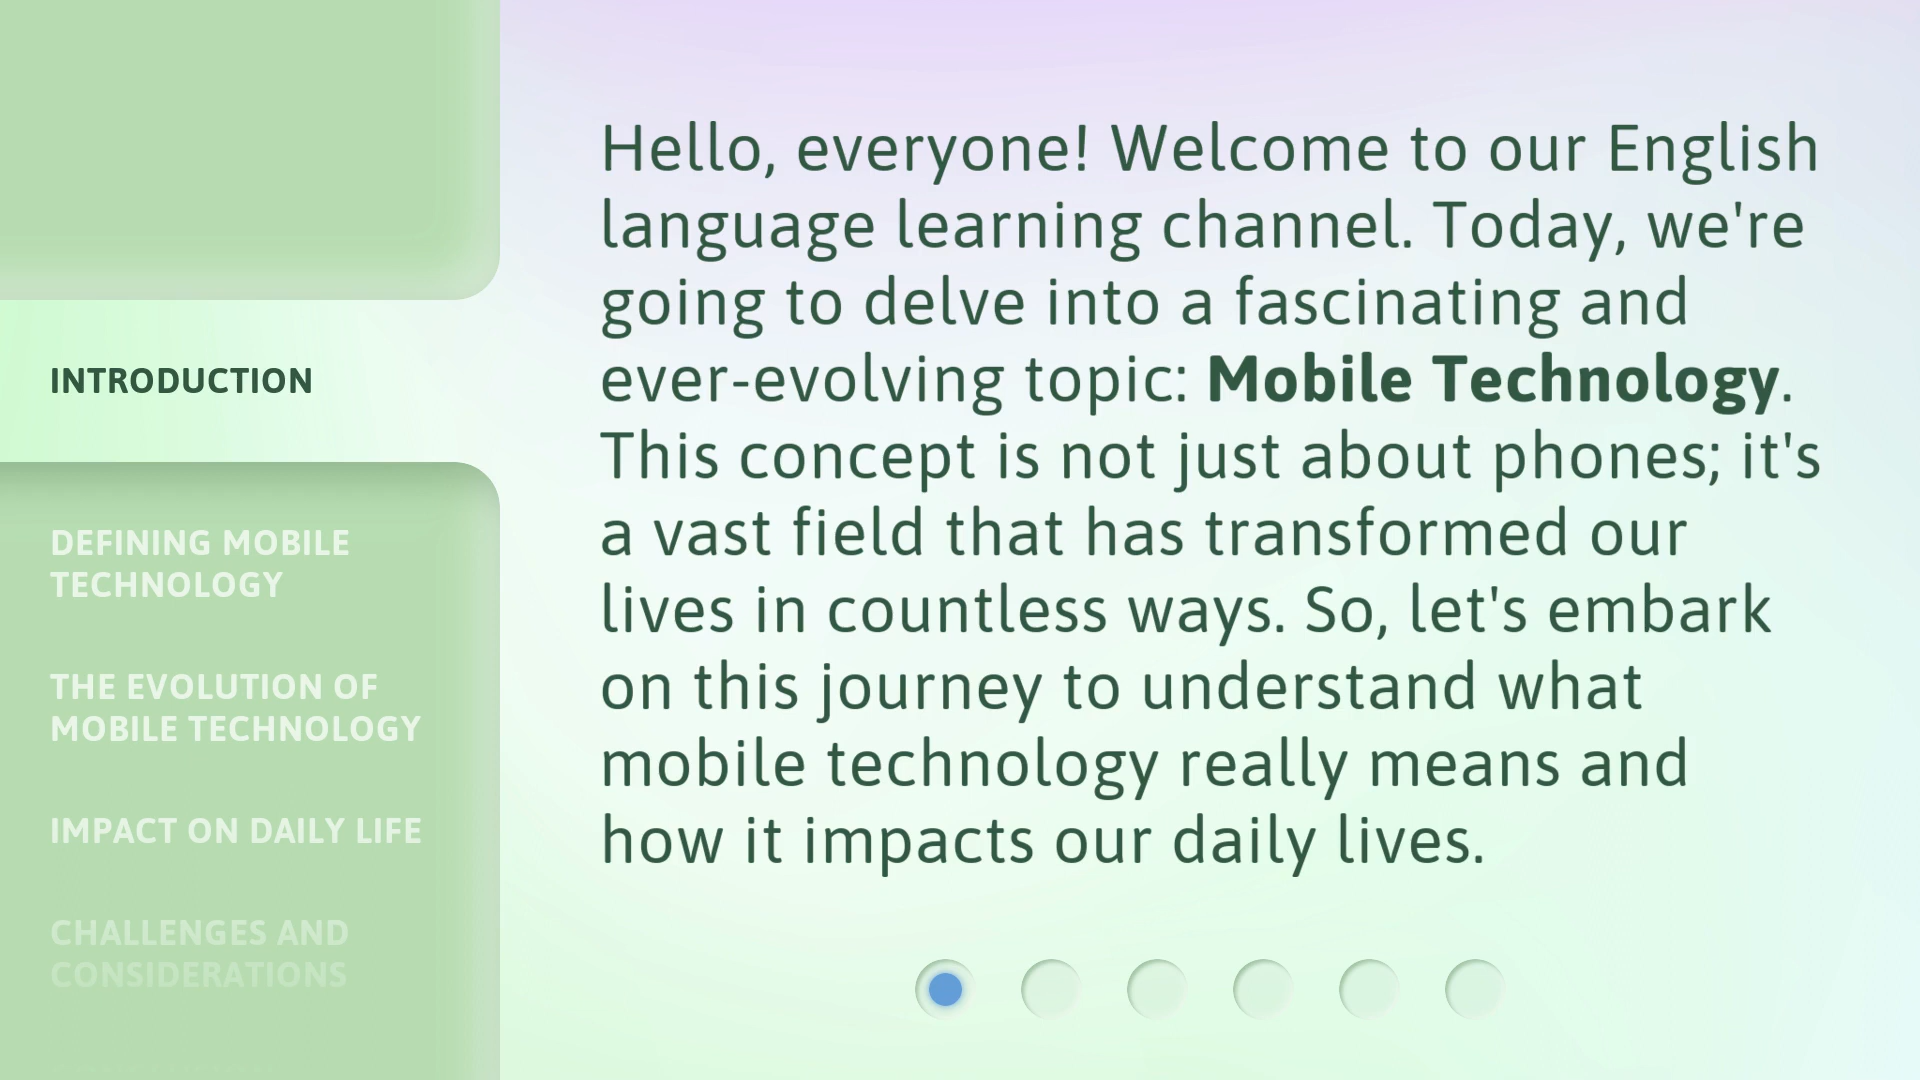 INTRODUCTION
DEFINING MOBILE
TECHNOLOGY
THE EVOLUTION OF
MOBILE TECHNOLOGY
IMPACT ON DAILY LIFE
CHALLENGES AND
CONSIDERATIONS
Hello, everyone! Welcome to our English
language learning channel. Today, we're
going to delve into a fascinating and
ever-evolving topic: Mobile Technology.
This concept is not just about phones; it's
a vast field that has transformed our
lives in countless ways. So, let's embark
on this journey to understand what
mobile technology really means and
how it impacts our daily lives.